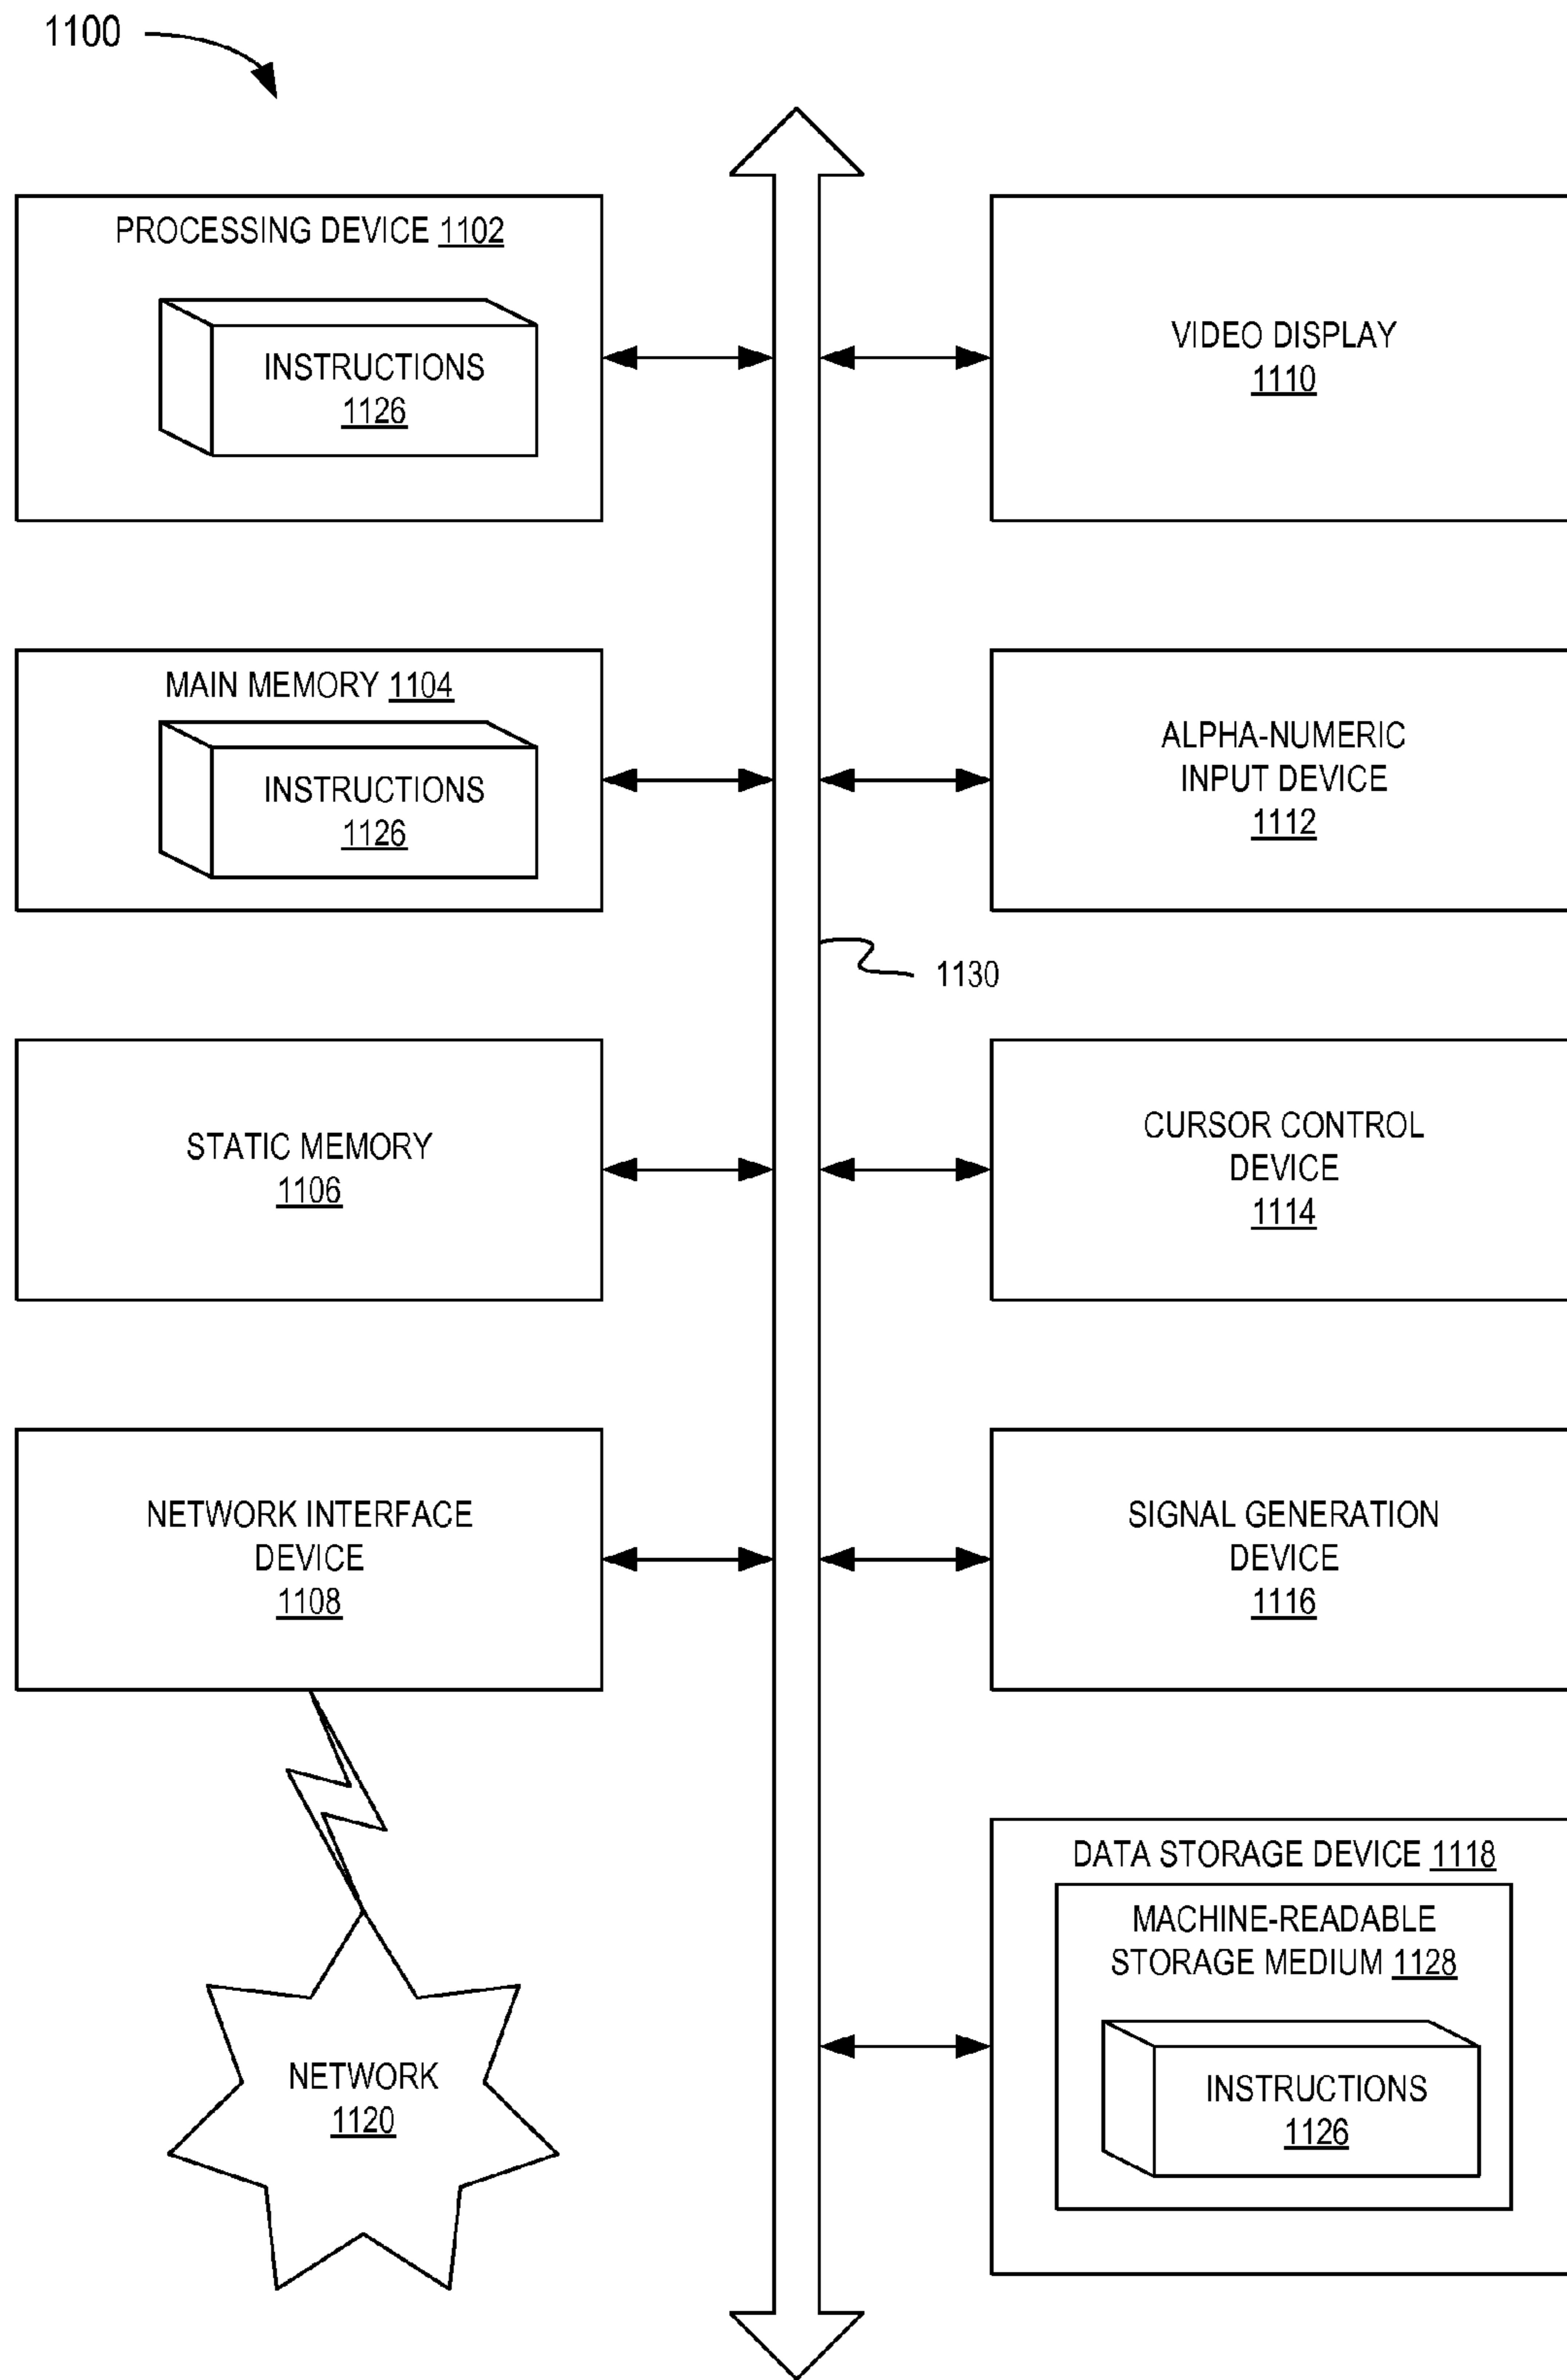 1100
PROCESSING DEVICE 1102
INSTRUCTIONS
1126
VIDEO DISPLAY
1110
MAIN MEMORY 1104
INSTRUCTIONS
1126
ALPHA-NUMERIC
INPUT DEVICE
1112
1130
STATIC MEMORY
1106
CURSOR CONTROL
DEVICE
1114
NETWORK INTERFACE
DEVICE
1108
SIGNAL GENERATION
DEVICE
1116
DATA STORAGE DEVICE 1118
MACHINE-READABLE
STORAGE MEDIUM 1128
INSTRUCTIONS
1126
NETWORK
1120